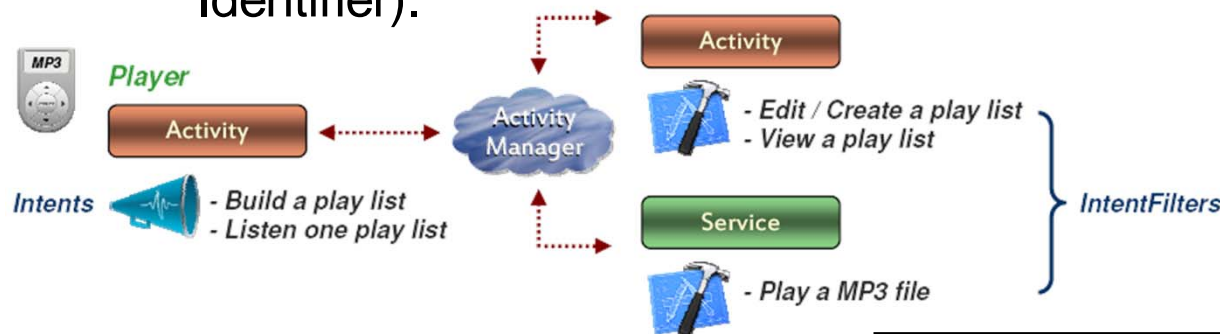 Identifier).
MP3
Player
Activity
Intents
- Build a play list
- Listen one play list
Activity
Manager
Activity
- Edit / Create a play list
- View a play list
Service
- Play a MP3 file
IntentFilters